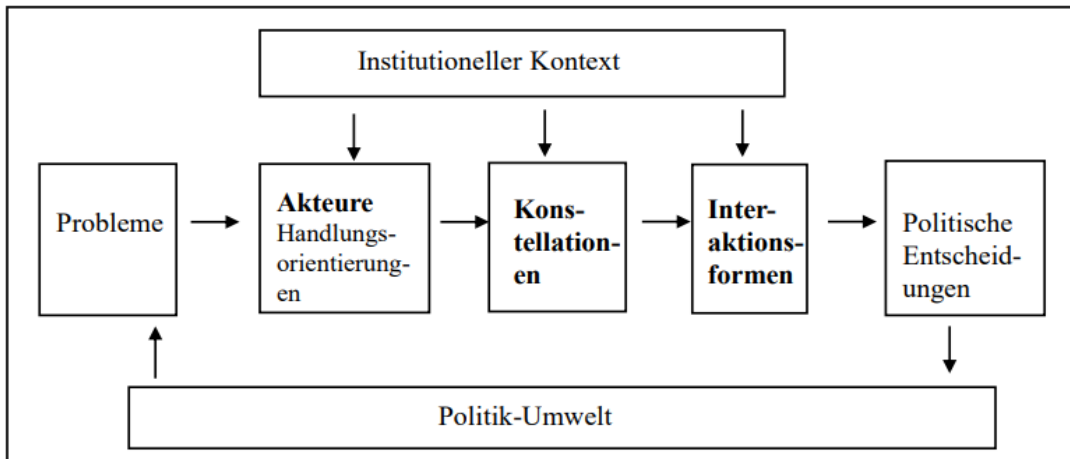 Institutioneller Kontext
Probleme
Akteure
Handlungs-
orientierung-
en
Kons-
tellation-
en
Inter-
aktions-
formen
Politische
Entscheid-
ungen
Politik-Umwelt